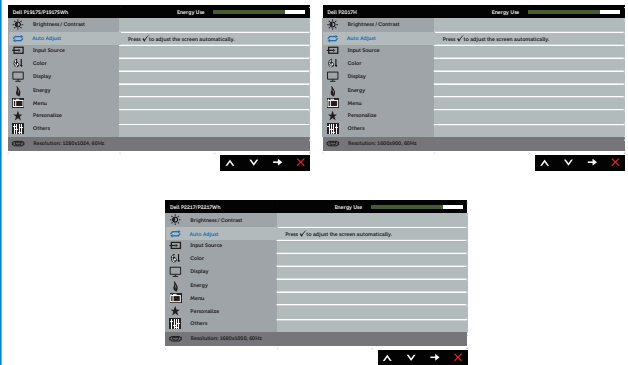 Dell P1917S/P1917SWh Energy Use
Brightness / Contrast
Auto Adjust Press ✓ to adjust the screen automatically.
Input Source
Color
Display
Energy
Menu
Personalize
Others
Resolution: 1280x1024, 60Hz
Dell P2017H Energy Use
Brightness / Contrast
Auto Adjust Press ✓ to adjust the screen automatically.
Input Source
Color
Display
Energy
Menu
Personalize
Others
Resolution: 1600x900, 60Hz
Dell P2217/P2217Wh Energy Use
Brightness / Contrast
Auto Adjust Press ✓ to adjust the screen automatically.
Input Source
Color
Display
Energy
Menu
Personalize
Others
Resolution: 1680x1050, 60Hz